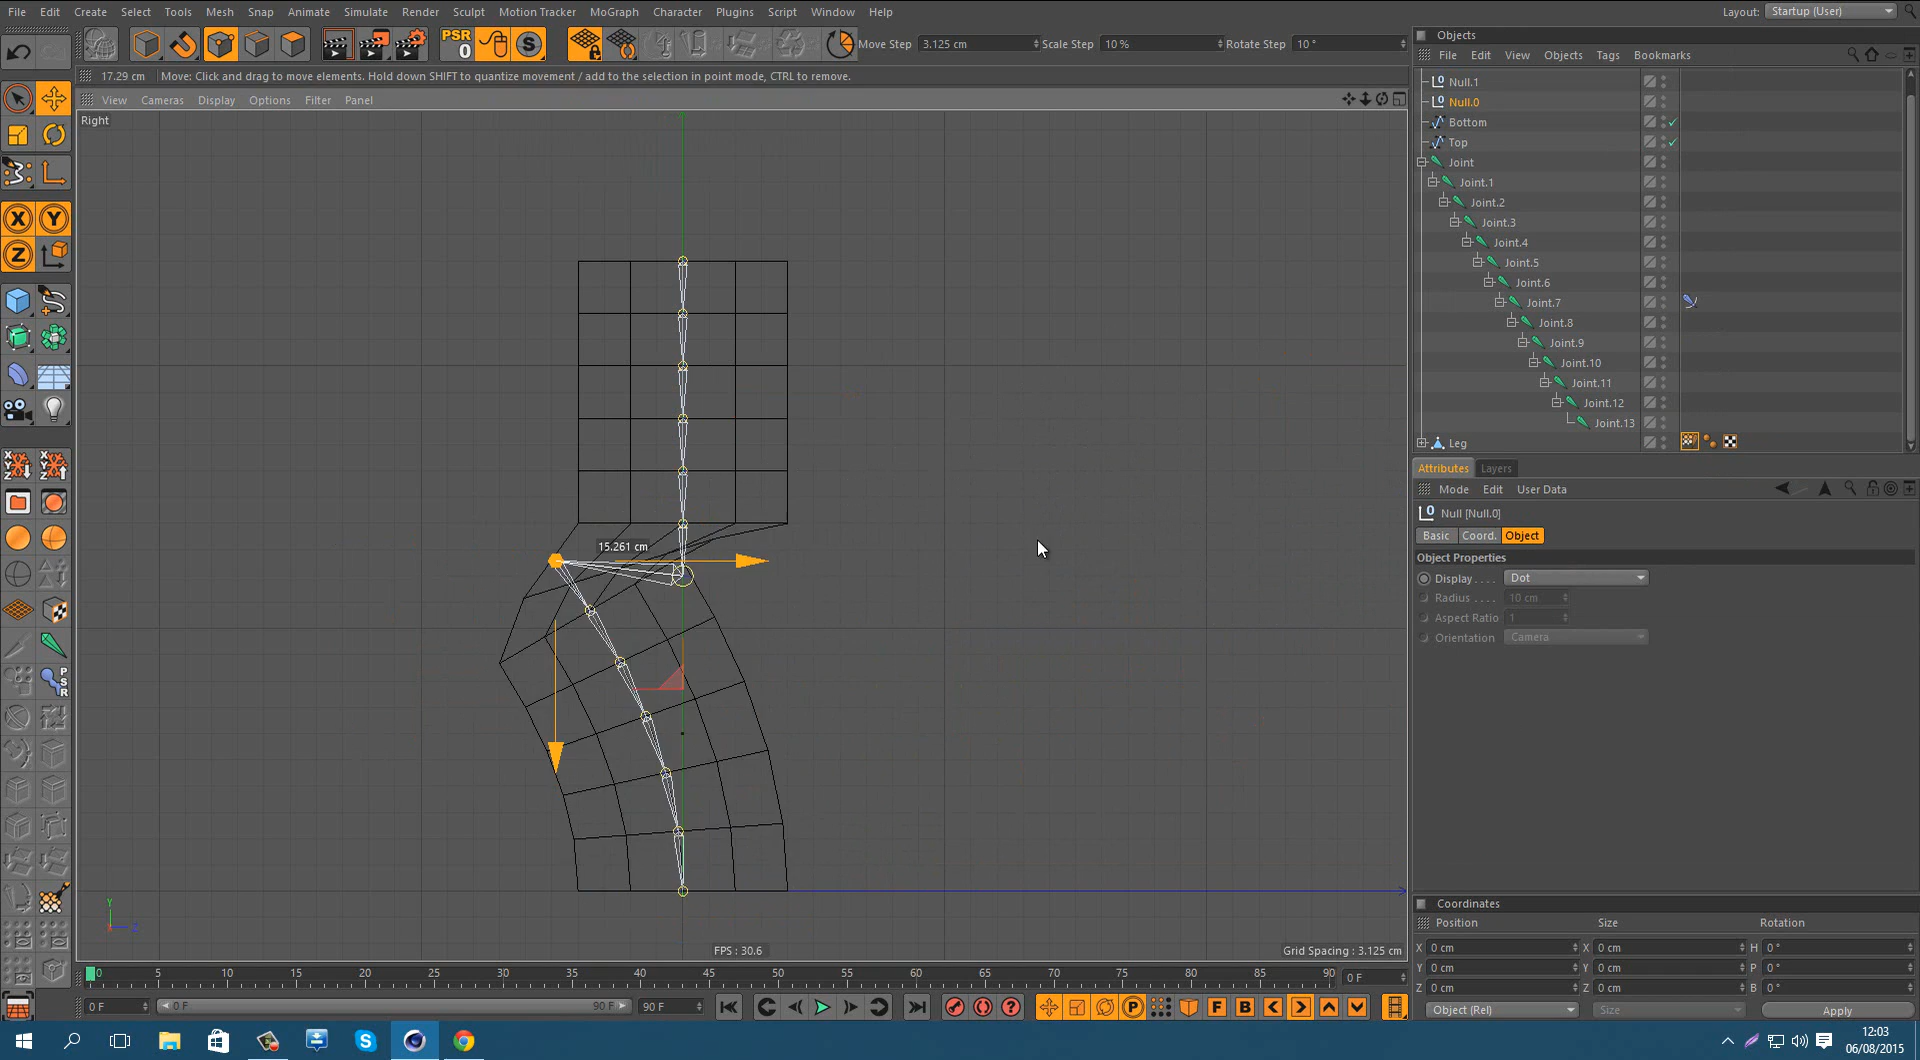 File Edit Create Select Tools Mesh Snap Animate Simulate Render Sculpt Motion Tracker MoGraph Character Plugins Script Window Help Layout: Startup (User)
PSR 0 Move Step 3.125 cm Scale Step 10 % Rotate Step 10 °
17.29 cm Move: Click and drag to move elements. Hold down SHIFT to quantize movement / add to the selection in point mode, CTRL to remove.
View Cameras Display Options Filter Panel
Right
15.261 cm
FPS : 30.6
Grid Spacing : 3.125 cm
X Y
Z
Y
Z
P S R
Objects
File Edit View Objects Tags Bookmarks
Null.1
Null.0
Bottom
Top
Joint
Joint.1
Joint.2
Joint.3
Joint.4
Joint.5
Joint.6
Joint.7
Joint.8
Joint.9
Joint.10
Joint.11
Joint.12
Joint.13
Leg
Attributes Layers
Mode Edit User Data
Null [Null.0]
Basic Coord. Object
Object Properties
Display . . . . Dot
Radius . . . . 10 cm
Aspect Ratio 1
Orientation Camera
Coordinates
Position Size Rotation
X 0 cm X 0 cm H 0 °
Y 0 cm Y 0 cm P 0 °
Z 0 cm Z 0 cm B 0 °
Object (Rel) Size Apply
0 5 10 15 20 25 30 35 40 45 50 55 60 65 70 75 80 85 90 0 F
0 F 0 F 90 F 90 F
P F B
12:03
06/08/2015